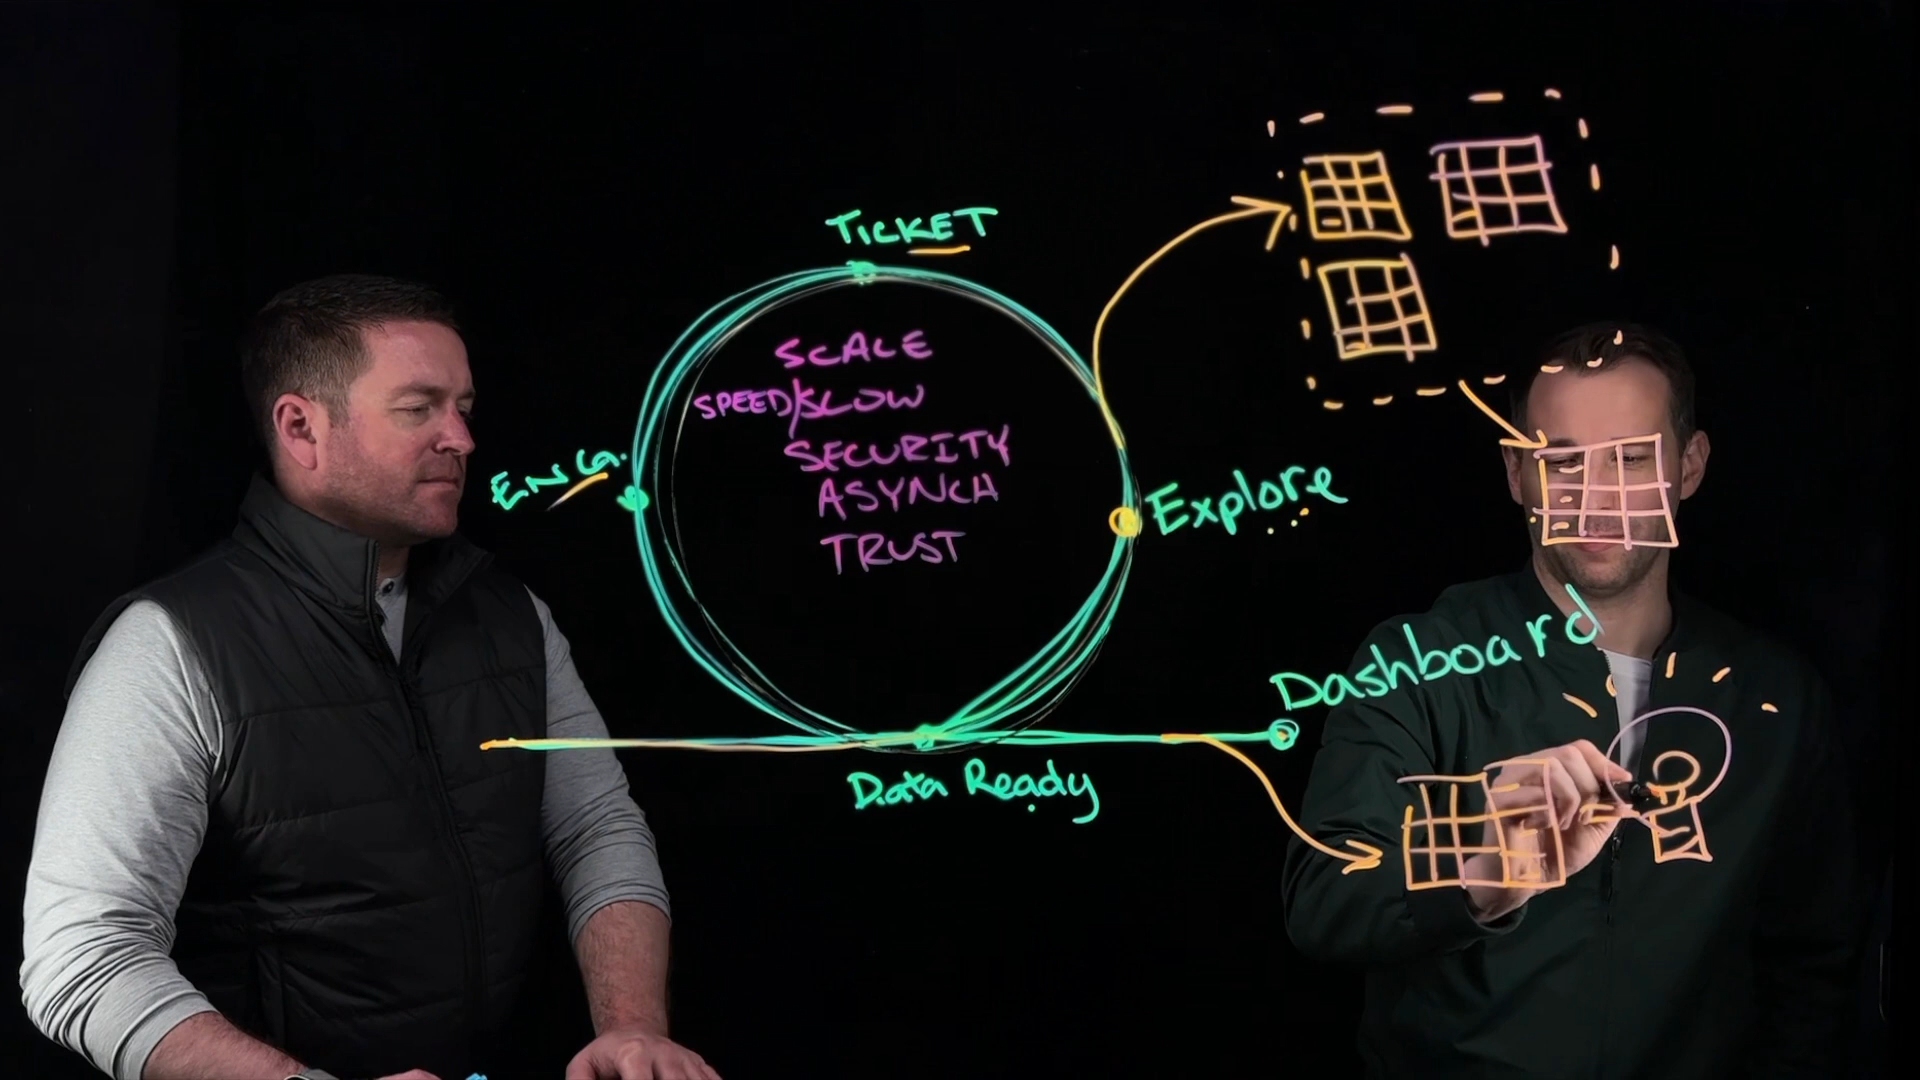 TICKET
SCALE
SPEED/SLOW
SECURITY
ASYNCH
TRUST
ENG.
Explore
Dashboard
Data Ready